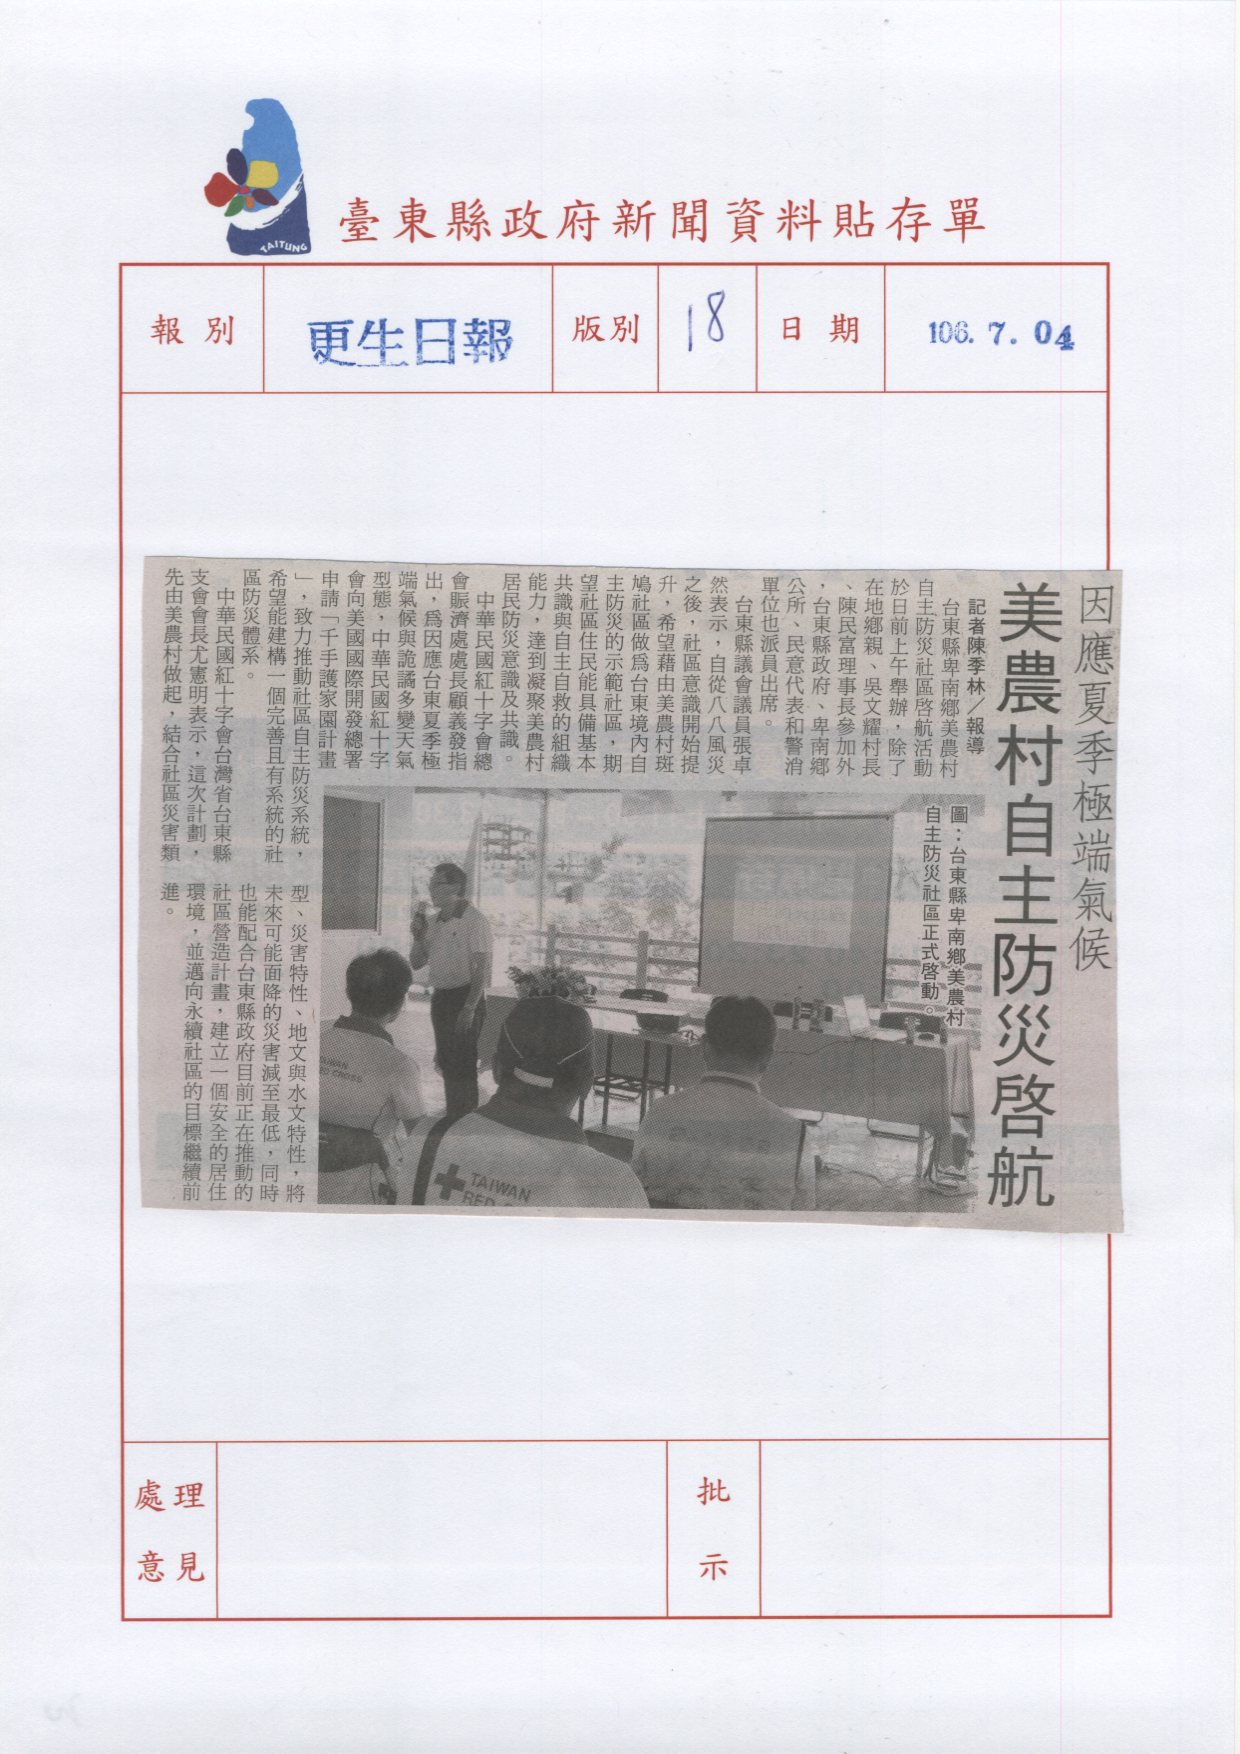 TAITUNG
臺東縣政府新聞資料貼存單
報別
更生日報
版別
18
日期
106. 7. 04
因應夏季極端氣候
美農村自主防災啓航
記者陳季林／報導
台東縣卑南鄉美農村
自主防災社區啓航活動
於日前上午舉辦，除了
在地鄉親、吳文耀村長
、陳民富理事長參加外
，台東縣政府、卑南鄉
公所、民意代表和警消
單位也派員出席。
台東縣議會議員張卓
然表示，自從八八風災
之後，社區意識開始提
升，希望藉由美農村班
鳩社區做為台東境內自
主防災的示範社區，期
望社區住民能具備基本
共識與自主自救的組織
能力，達到凝聚美農村
居民防災意識及共識。
中華民國紅十字會總
會賑濟處處長顧義發指
出，為因應台東夏季極
端氣候與詭譎多變天氣
型態，中華民國紅十字
會向美國國際開發總署
申請「千手護家園計畫
」，致力推動社區自主防災系統，
希望能建構一個完善且有系統的社
區防災體系。
中華民國紅十字會台灣省台東縣
支會會長尤憲明表示，這次計劃，
先由美農村做起，結合社區災害類
型、災害特性、地文與水文特性，將
未來可能面降的災害減至最低，同時
也能配合台東縣政府目前正在推動的
社區營造計畫，建立一個安全的居住
環境，並邁向永續社區的目標繼續前
進。
圖：台東縣卑南鄉美農村
自主防災社區正式啓動。
RED CROSS
TAIWAN
RED
處理
意見
批
示